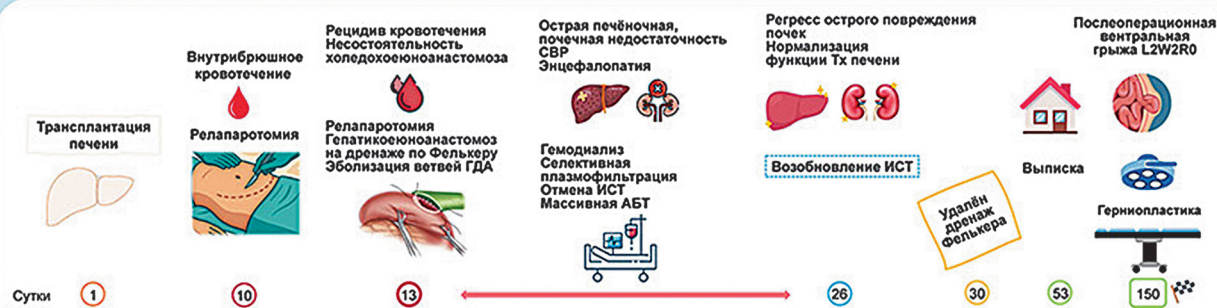 Трансплантация
печени
Внутрибрюшное
кровотечение
Релапаротомия
Рецидив кровотечения
Несостоятельность
холедохоеюноанастомоза
Релапаротомия
Гепатикоеюноанастомоз
на дренаже по Фелькеру
Эболизация ветвей ГДА
Острая печёночная,
почечная недостаточность
СВР
Энцефалопатия
Гемодиализ
Селективная
плазмофильтрация
Отмена ИСТ
Массивная АБТ
Регресс острого повреждения
почек
Нормализация
функции Тх печени
Возобновление ИСТ
Удалён
дренаж
Фелькера
Выписка
Послеоперационная
вентральная
грыжа L2W2R0
Герниопластика
Сутки 1 10 13 26 30 53 150